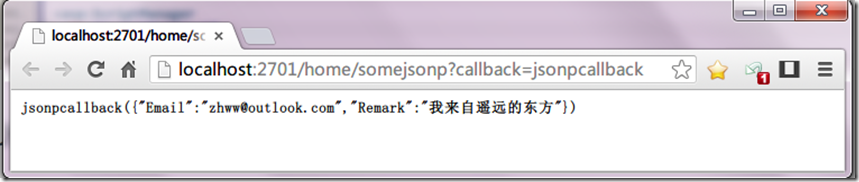 localhost:2701/home/sc
localhost:2701/home/somejsonp?callback=jsonpcallback
1
jsonpcallback({"Email":"zhww@outlook.com","Remark":"我来自遥远的东方"})